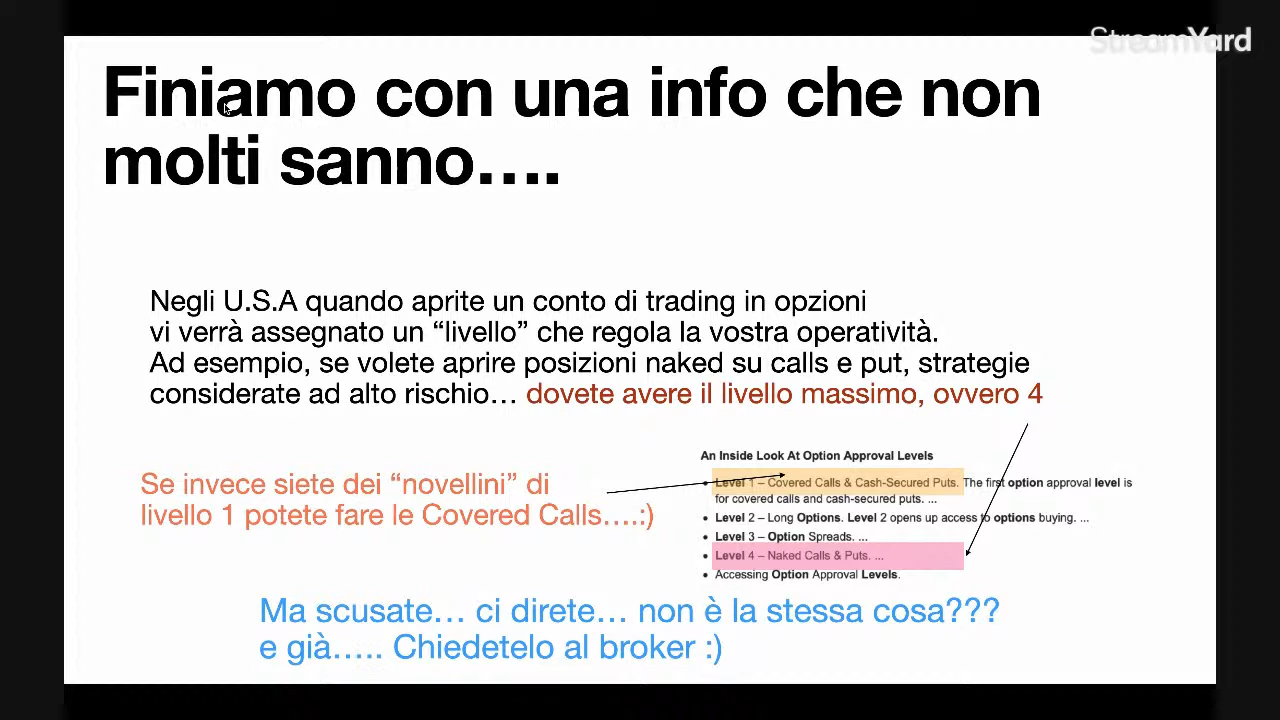 StreamYard
Finiamo con una info che non
molti sanno….
Negli U.S.A quando aprite un conto di trading in opzioni
vi verrà assegnato un “livello” che regola la vostra operatività.
Ad esempio, se volete aprire posizioni naked su calls e put, strategie
considerate ad alto rischio… dovete avere il livello massimo, ovvero 4
An Inside Look At Option Approval Levels
Se invece siete dei “novellini” di
livello 1 potete fare le Covered Calls….:)
• Level 1 – Covered Calls & Cash-Secured Puts. The first option approval level is
for covered calls and cash-secured puts. ...
• Level 2 – Long Options. Level 2 opens up access to options buying. ...
• Level 3 – Option Spreads. ...
• Level 4 – Naked Calls & Puts. ...
• Accessing Option Approval Levels.
Ma scusate… ci direte… non è la stessa cosa???
e già….. Chiedetelo al broker :)